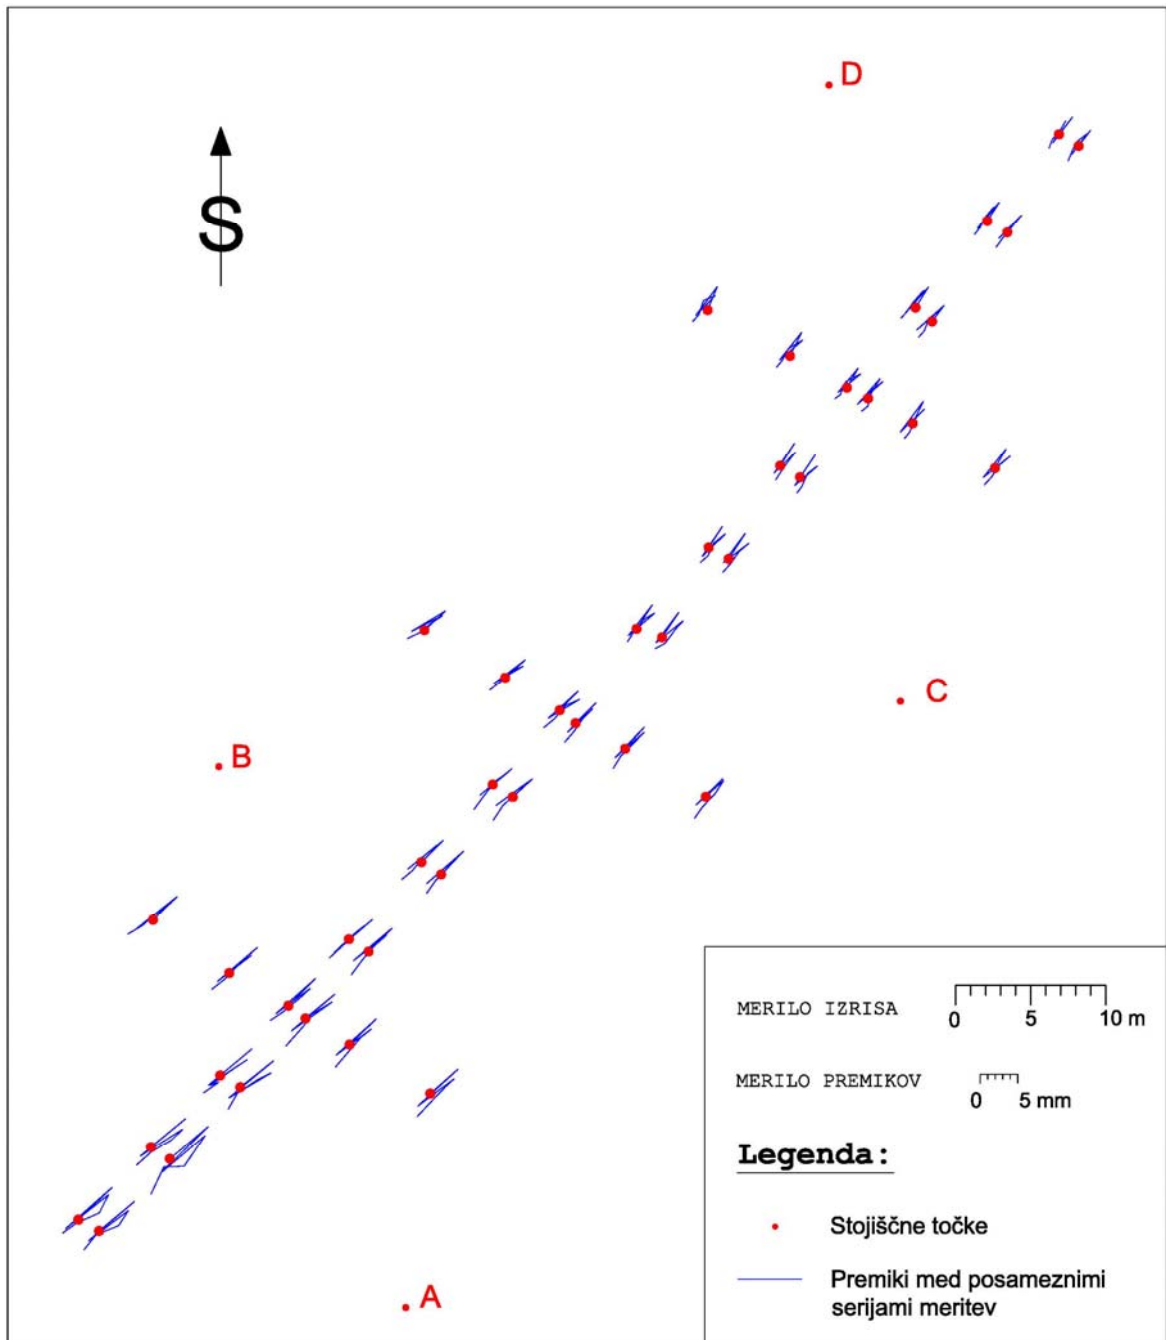 D
S
C
B
MERILO IZRISA
0 5 10 m
MERILO PREMIKOV
0 5 mm
Legenda:
Stojiščne točke
Premiki med posameznimi
serijami meritev
A